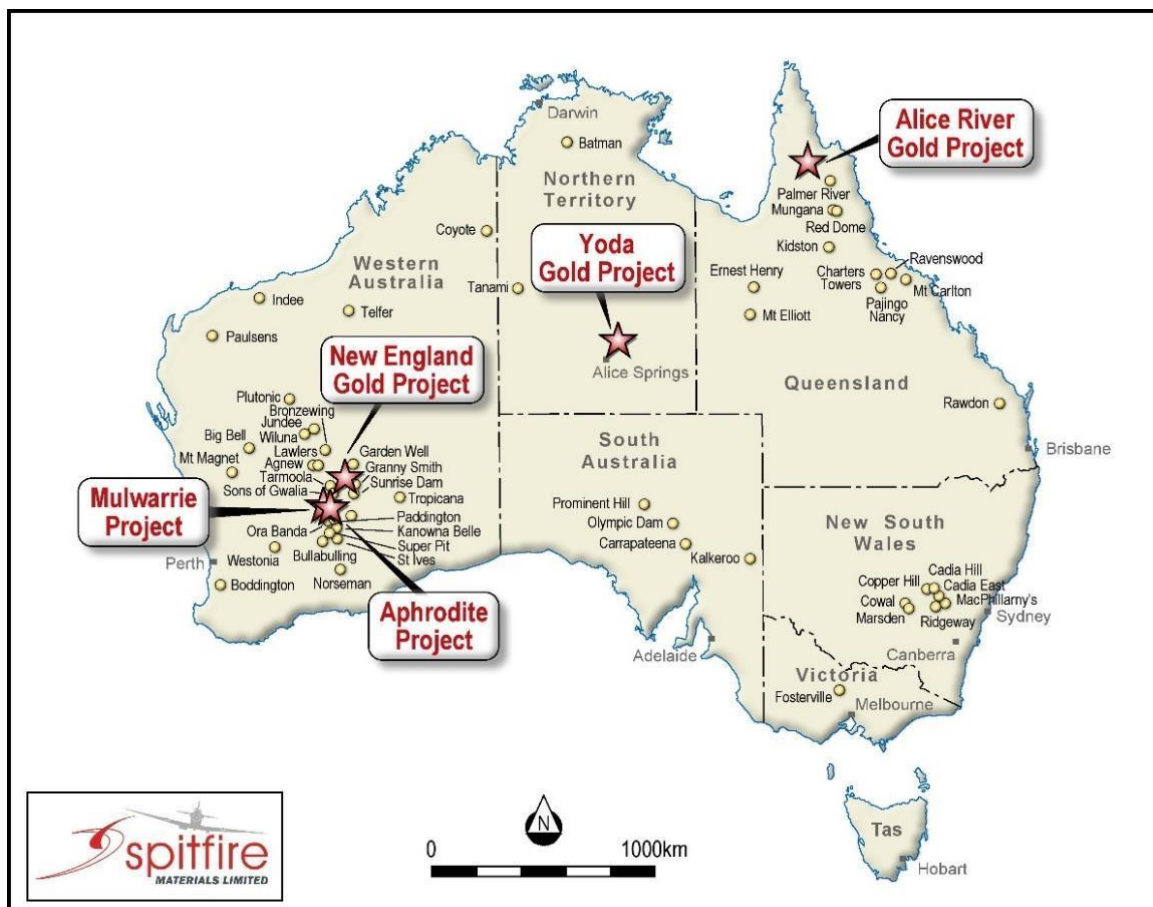 Darwin
Batman
Alice River
Gold Project
Northern
Territory
Palmer River
Mungana
Red Dome
Kidston
Coyote
Yoda
Gold Project
Western
Australia
Tanami
Ernest Henry
Charters
Towers
Ravenswood
Mt Carlton
Pajingo
Nancy
Mt Elliott
Indee
Telfer
Paulsens
Alice Springs
New England
Gold Project
Queensland
Rawdon
Brisbane
Plutonic
Bronzewing
Jundee
Wiluna
Big Bell
Lawlers
Agnew
Mt Magnet
Tarmoola
Sons of Gwalia
Garden Well
Granny Smith
Sunrise Dam
Tropicana
South
Australia
Mulwarrie
Project
Prominent Hill
Olympic Dam
Carrapateena
Kalkeroo
Ora Banda
Paddington
Kanowna Belle
Super Pit
St Ives
Bullabulling
Perth
Westonia
Boddington
Norseman
Aphrodite
Project
New South
Wales
Cadia Hill
Copper Hill
Cadia East
Cowal
MacPhillarny's
Marsden
Ridgeway
Sydney
Canberra
Adelaide
Victoria
Fosterville
Melbourne
Tas
Hobart
N
0 1000km
spitfire
MATERIALS LIMITED